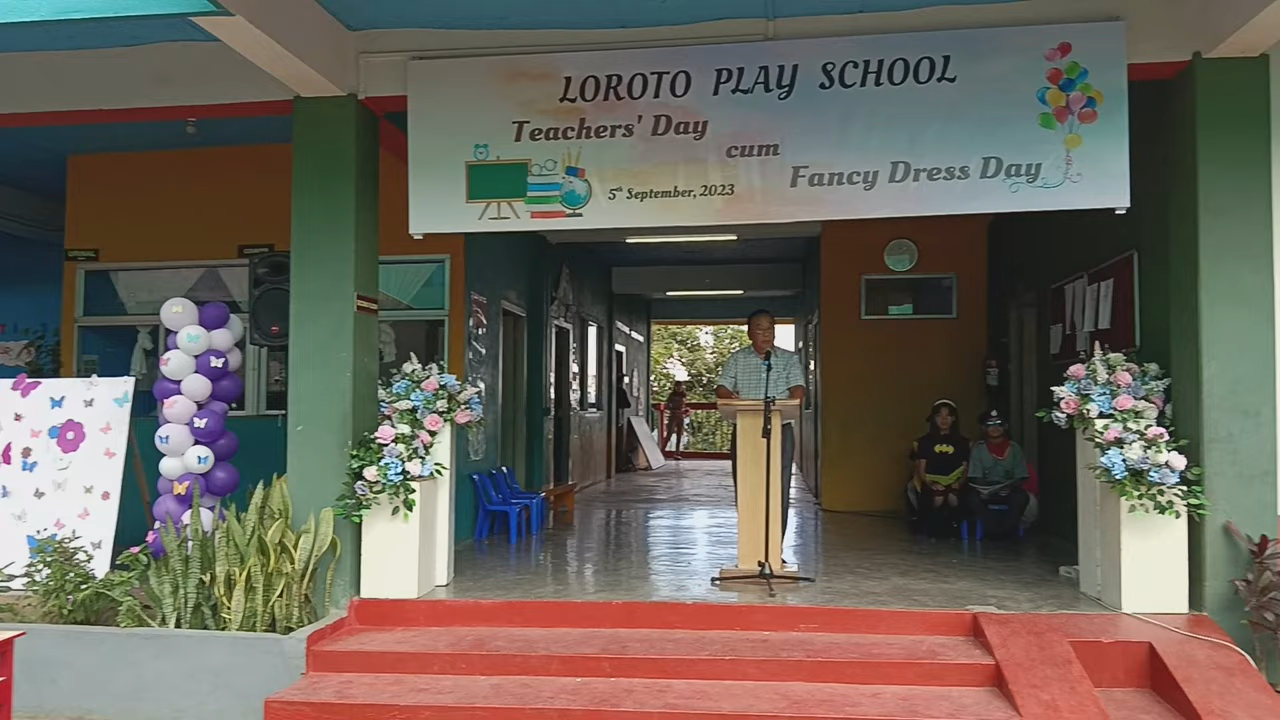 LOROTO PLAY SCHOOL
Teachers' Day
cum
Fancy Dress Day
5th September, 2023